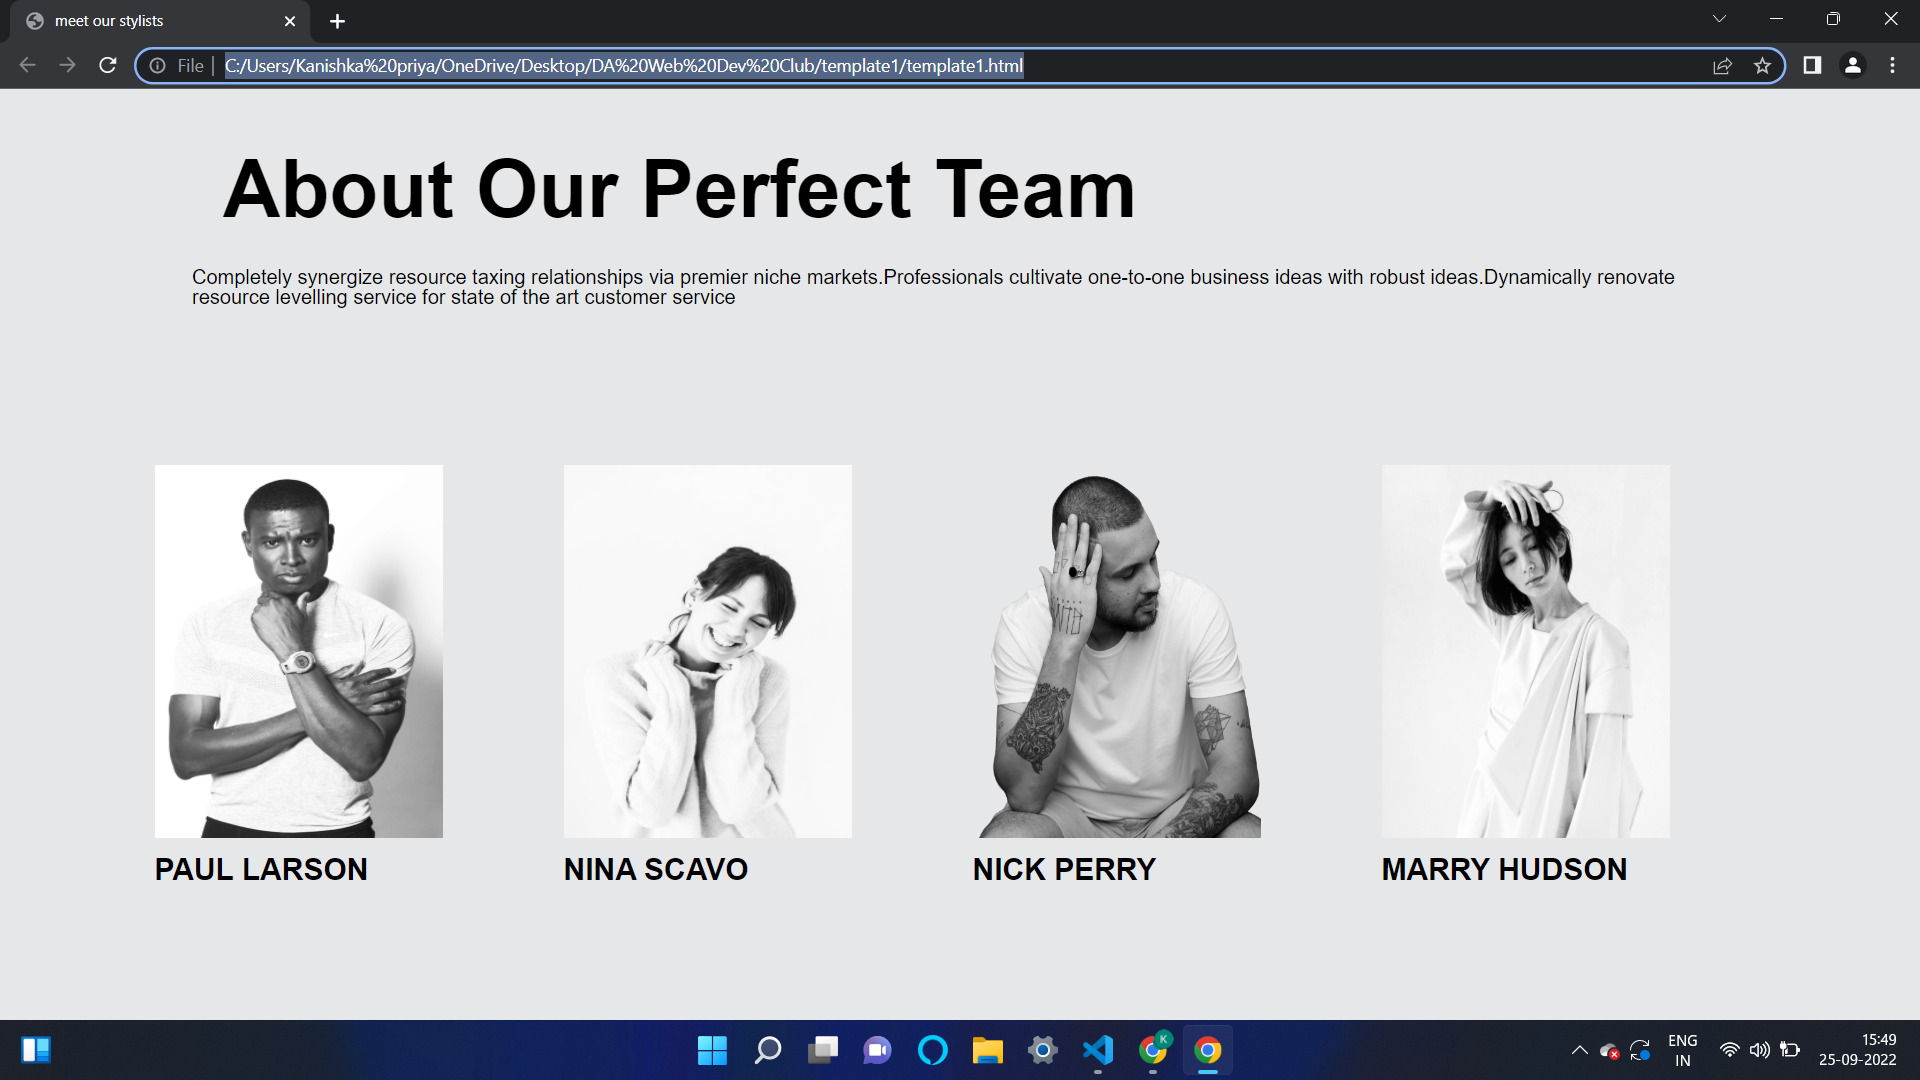 meet our stylists
File C:/Users/Kanishka%20priya/OneDrive/Desktop/DA%20Web%20Dev%20Club/template1/template1.html
About Our Perfect Team
Completely synergize resource taxing relationships via premier niche markets.Professionals cultivate one-to-one business ideas with robust ideas.Dynamically renovate
resource levelling service for state of the art customer service
PAUL LARSON
NINA SCAVO
NICK PERRY
MARRY HUDSON
K
ENG
IN
15:49
25-09-2022